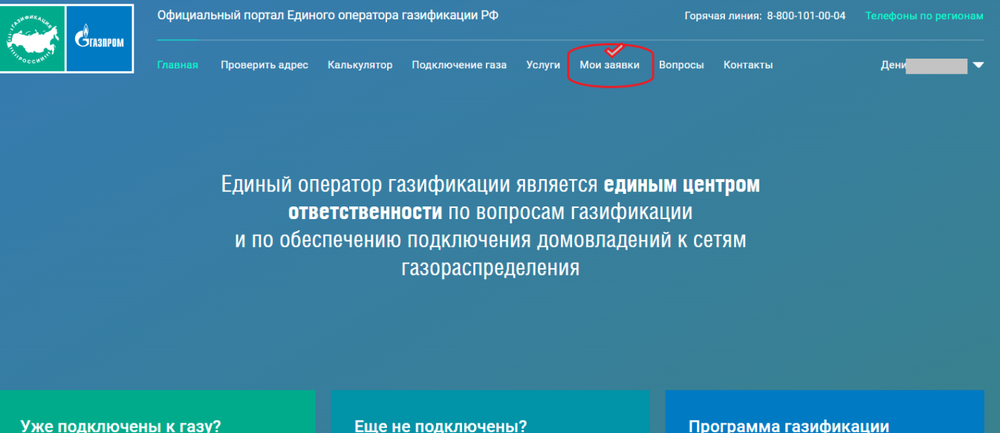 ГАЗИФИКАЦИЯ
РОССИИ
ГАЗПРОМ
Официальный портал Единого оператора газификации РФ
Горячая линия: 8-800-101-00-04
Телефоны по регионам
Главная
Проверить адрес
Калькулятор
Подключение газа
Услуги
Мои заявки
Вопросы
Контакты
Дени
Единый оператор газификации является единым центром
ответственности по вопросам газификации
и по обеспечению подключения домовладений к сетям
газораспределения
Уже подключены к газу?
Еще не подключены?
Программа газификации